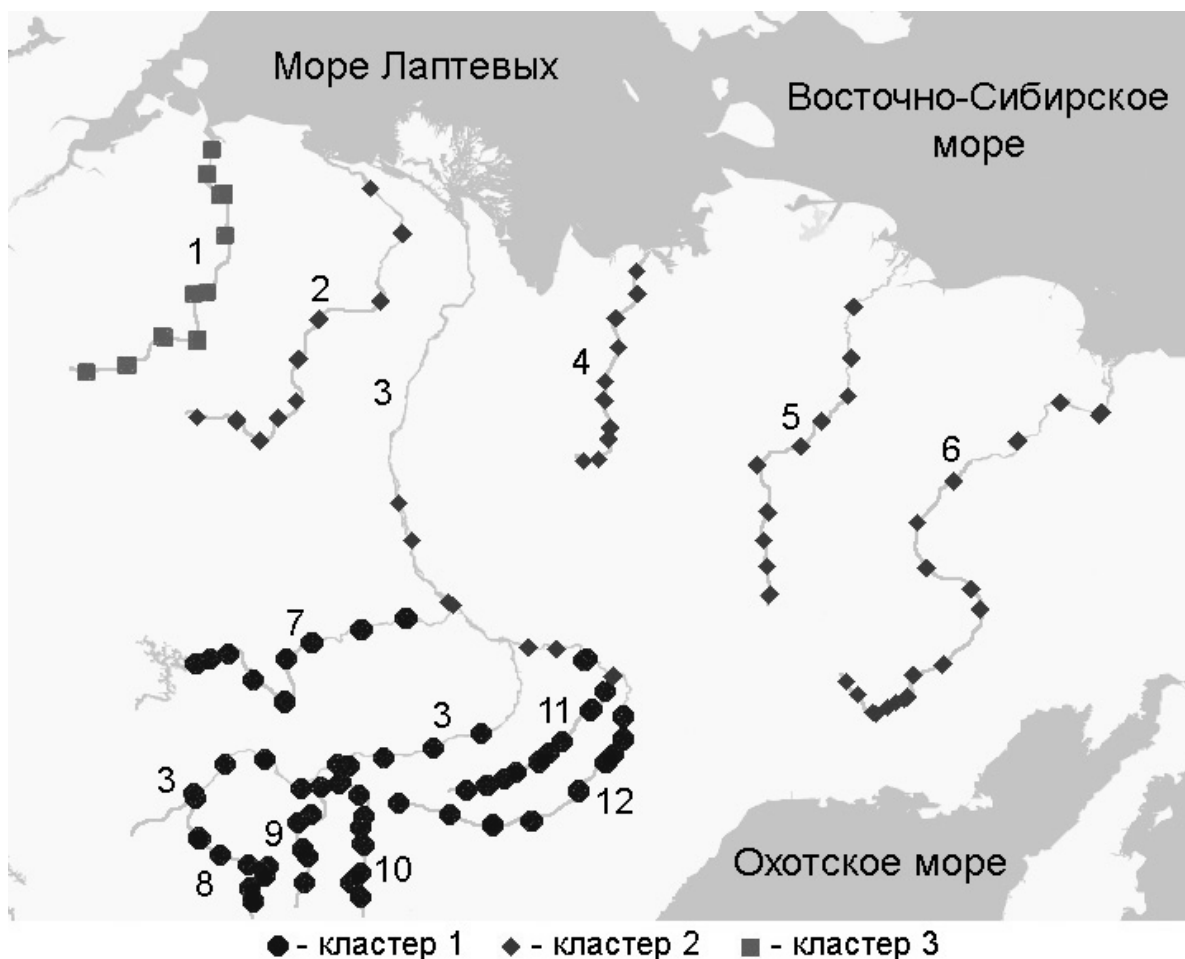 Море Лаптевых
Восточно-Сибирское
море
1
2
3
4
5
6
7
3
11
3
12
9
8
10
Охотское море
- кластер 1
- кластер 2
- кластер 3